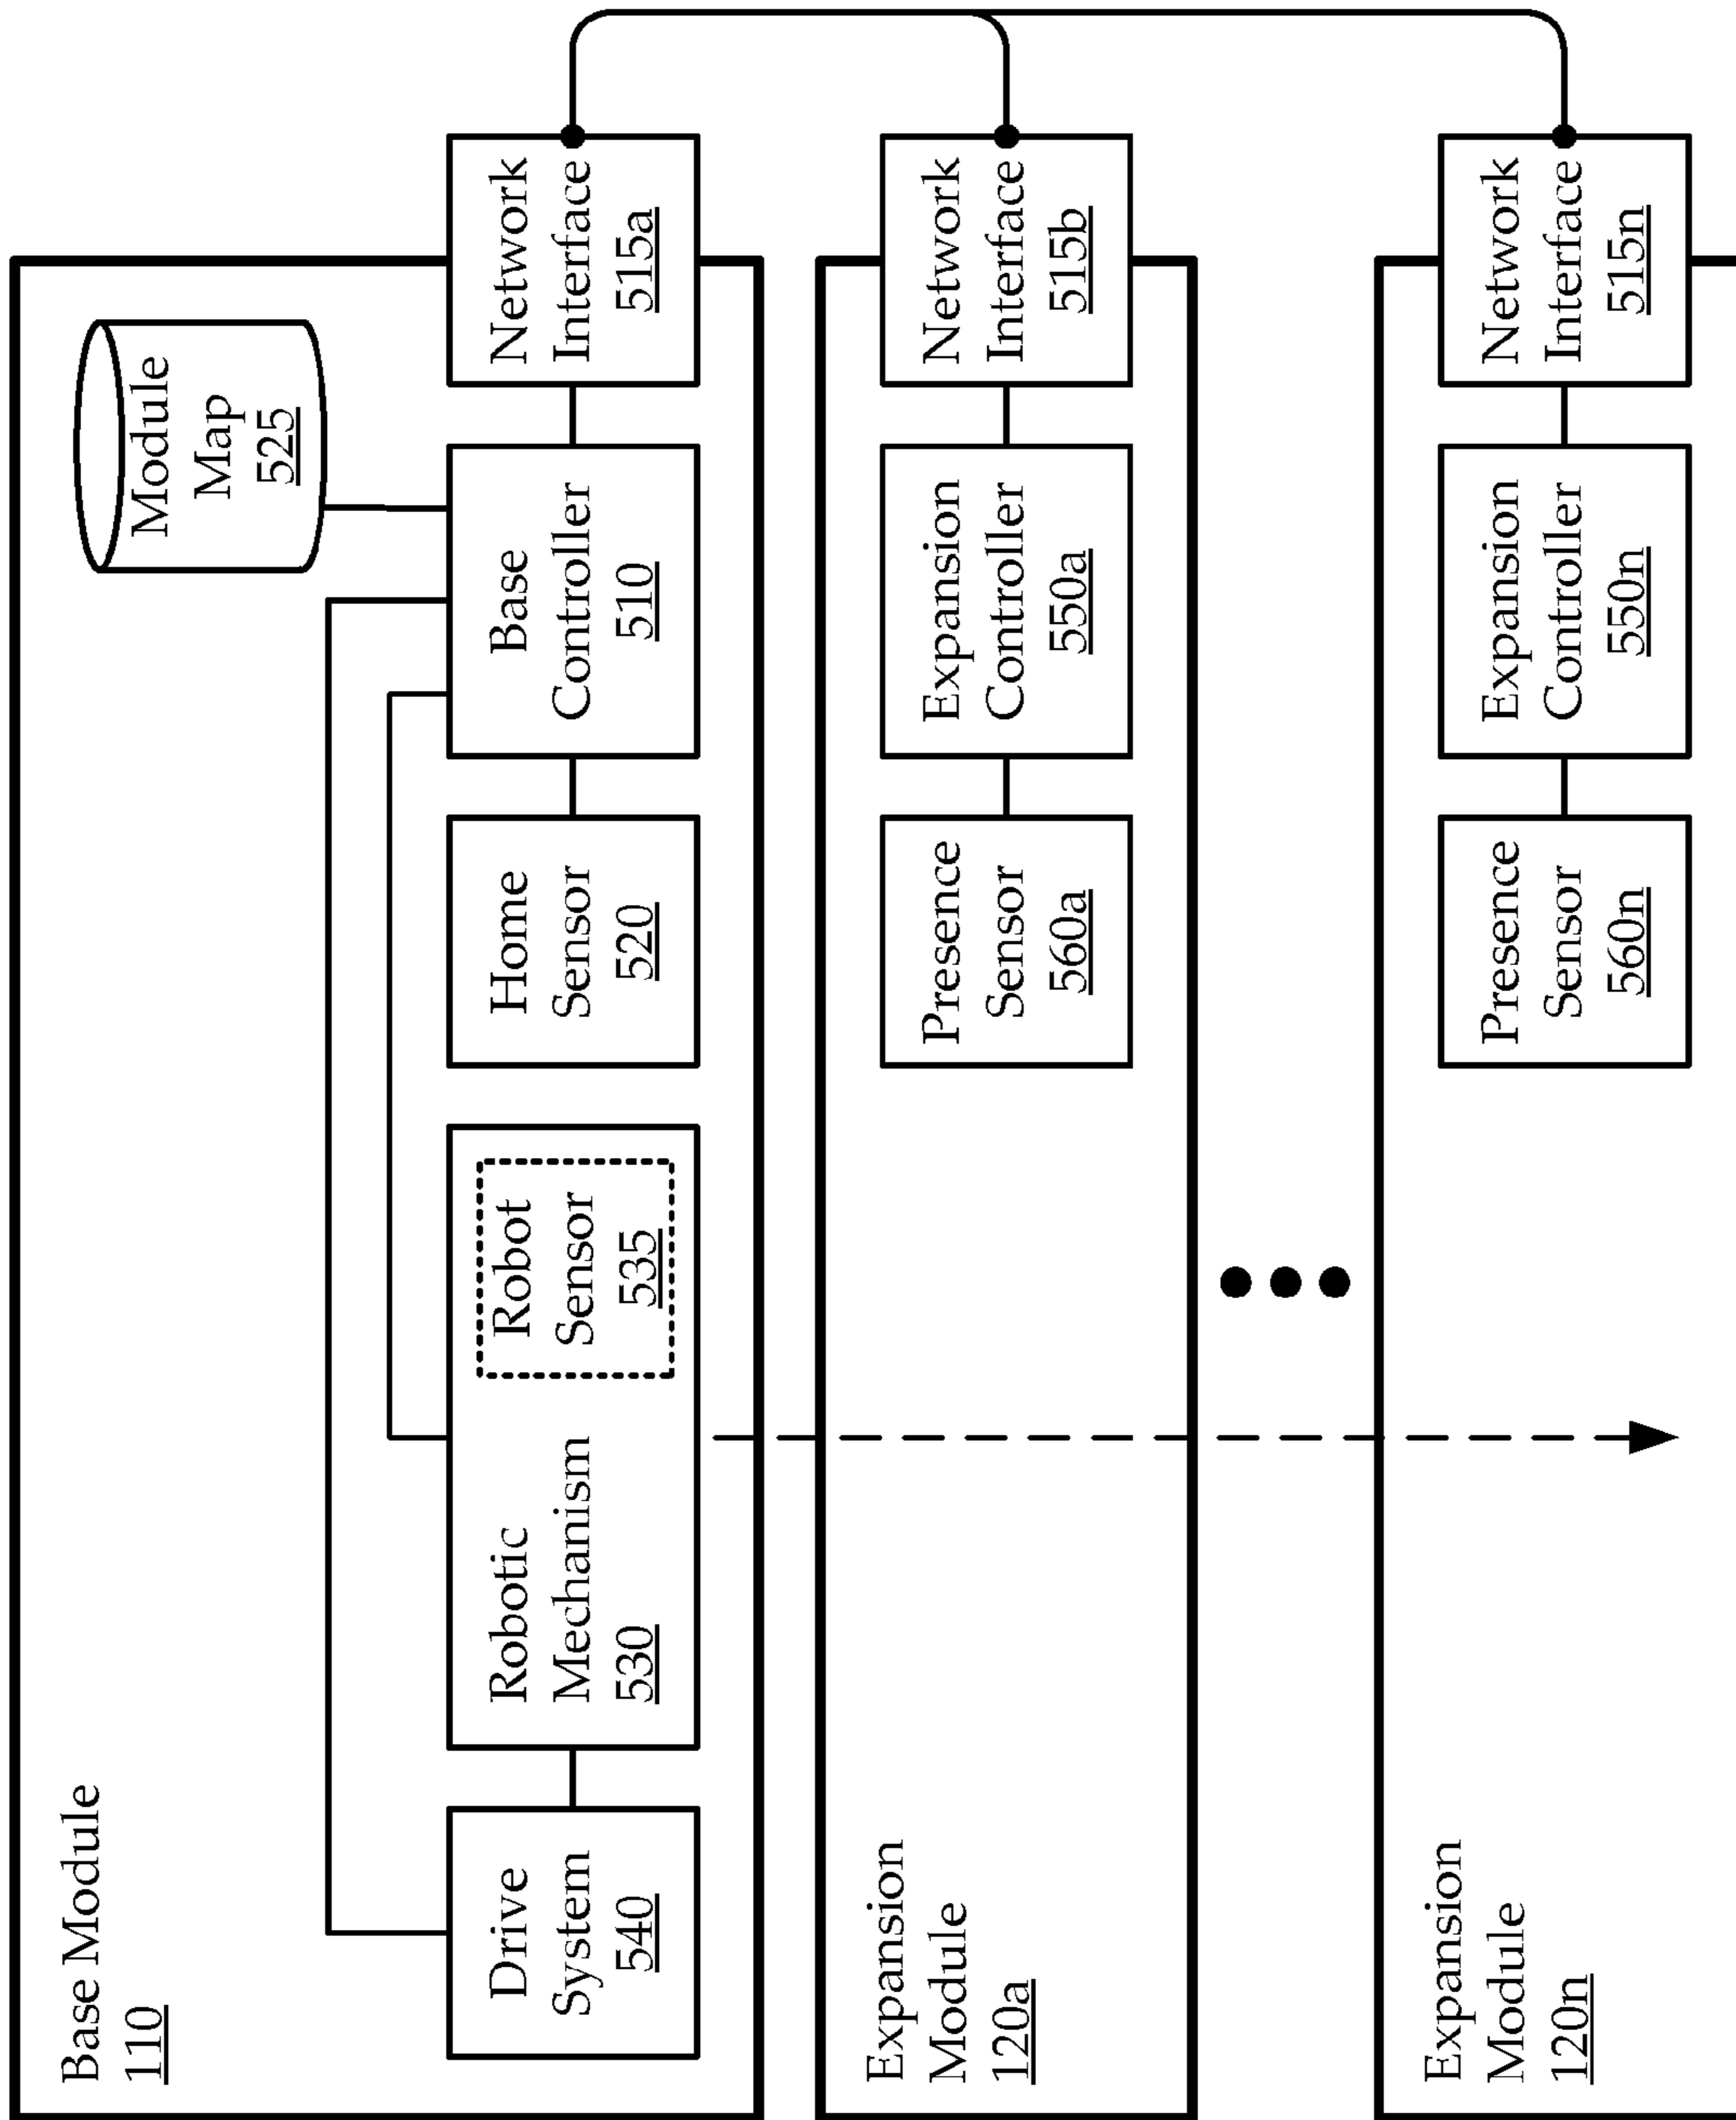 Base Module
110
Module
Map
525
Drive
System
540
Robotic
Mechanism
530
Robot
Sensor
535
Home
Sensor
520
Base
Controller
510
Network
Interface
515a
Expansion
Module
120a
Presence
Sensor
560a
Expansion
Controller
550a
Network
Interface
515b
Expansion
Module
120n
Presence
Sensor
560n
Expansion
Controller
550n
Network
Interface
515n